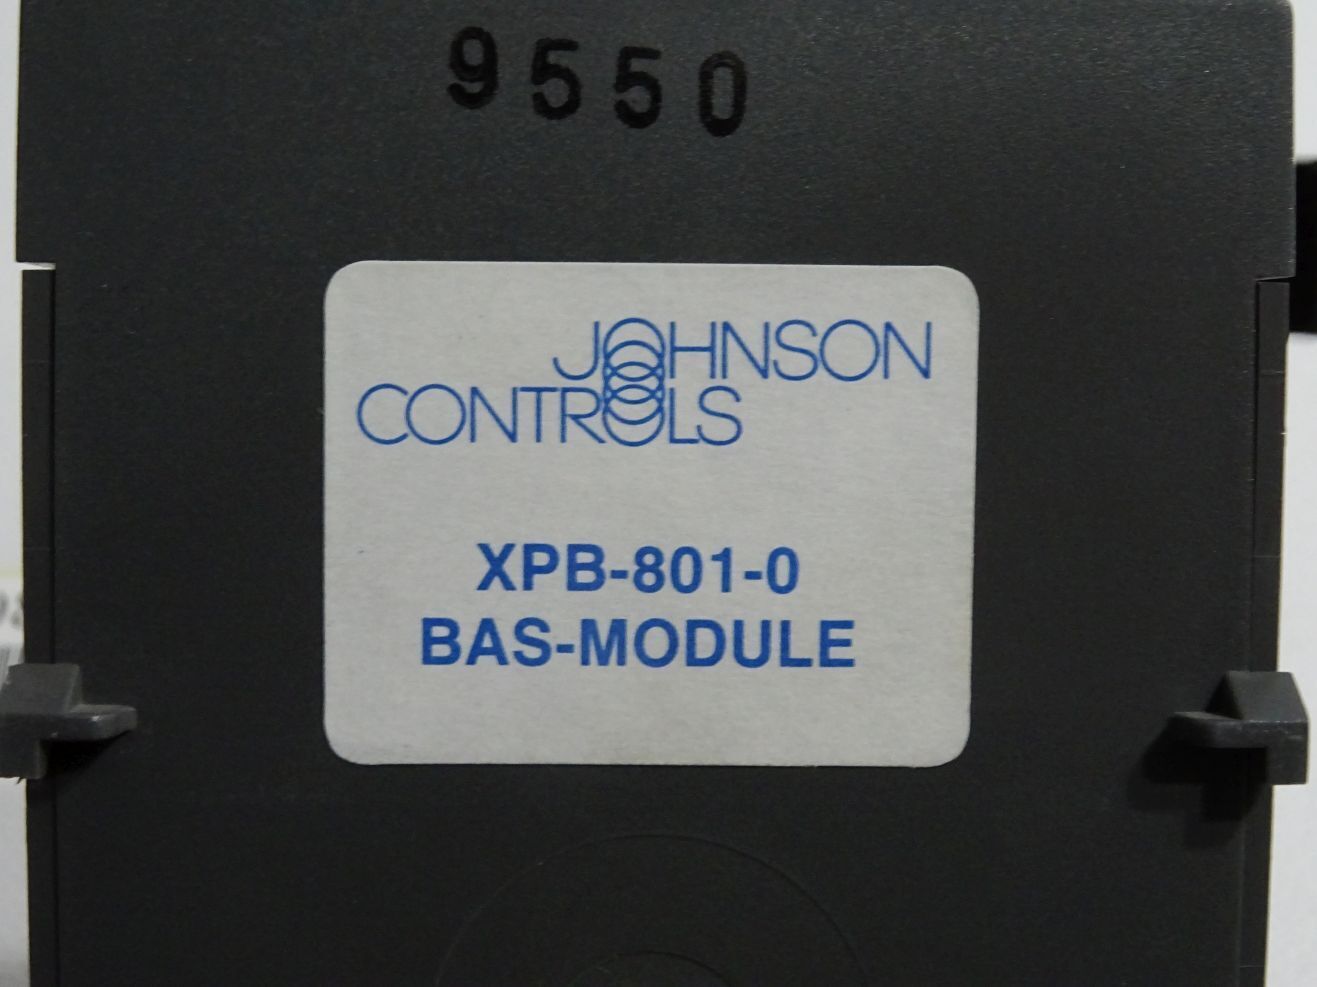 9550
JOHNSON
CONTROLS
XPB-801-0
BAS-MODULE